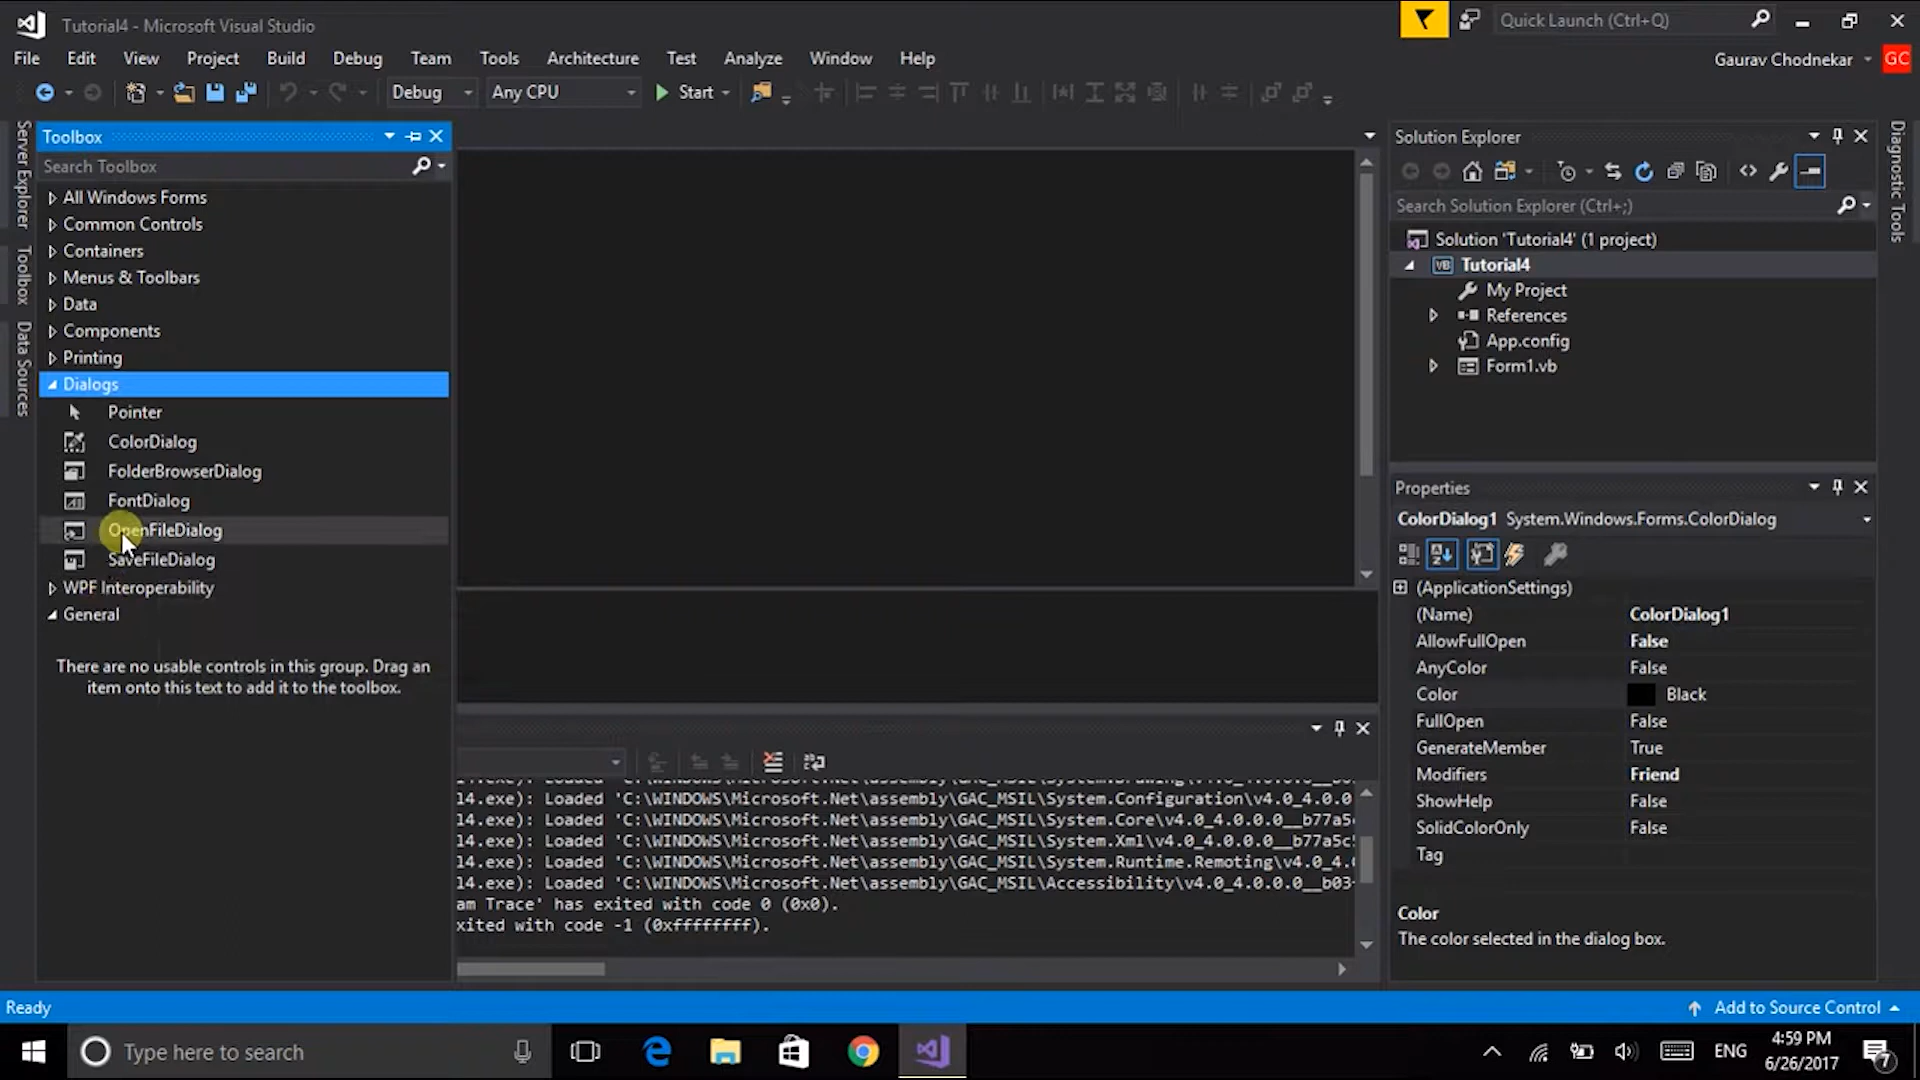 Tutorial4 - Microsoft Visual Studio
Quick Launch (Ctrl+Q)
File Edit View Project Build Debug Team Tools Architecture Test Analyze Window Help
Gaurav Chodnekar GC
Debug Any CPU Start
Server Explorer
Toolbox
Data Sources
Toolbox
Search Toolbox
All Windows Forms
Common Controls
Containers
Menus & Toolbars
Data
Components
Printing
Dialogs
Pointer
ColorDialog
FolderBrowserDialog
FontDialog
OpenFileDialog
SaveFileDialog
WPF Interoperability
General
There are no usable controls in this group. Drag an
item onto this text to add it to the toolbox.
l4.exe): Loaded 'C:\WINDOWS\Microsoft.Net\assembly\GAC_MSIL\System.Configuration\v4.0_4.0.0
l4.exe): Loaded 'C:\WINDOWS\Microsoft.Net\assembly\GAC_MSIL\System.Core\v4.0_4.0.0.0__b77a5
l4.exe): Loaded 'C:\WINDOWS\Microsoft.Net\assembly\GAC_MSIL\System.Xml\v4.0_4.0.0.0__b77a5c
l4.exe): Loaded 'C:\WINDOWS\Microsoft.Net\assembly\GAC_MSIL\System.Runtime.Remoting\v4.0_4.
l4.exe): Loaded 'C:\WINDOWS\Microsoft.Net\assembly\GAC_MSIL\Accessibility\v4.0_4.0.0.0__b03
am Trace' has exited with code 0 (0x0).
xited with code -1 (0xffffffff).
Solution Explorer
Search Solution Explorer (Ctrl+;)
Solution 'Tutorial4' (1 project)
VB Tutorial4
My Project
References
App.config
Form1.vb
Diagnostic Tools
Properties
ColorDialog1 System.Windows.Forms.ColorDialog
(ApplicationSettings)
(Name) ColorDialog1
AllowFullOpen False
AnyColor False
Color Black
FullOpen False
GenerateMember True
Modifiers Friend
ShowHelp False
SolidColorOnly False
Tag
Color
The color selected in the dialog box.
Ready
Add to Source Control
Type here to search
ENG
4:59 PM
6/26/2017
7